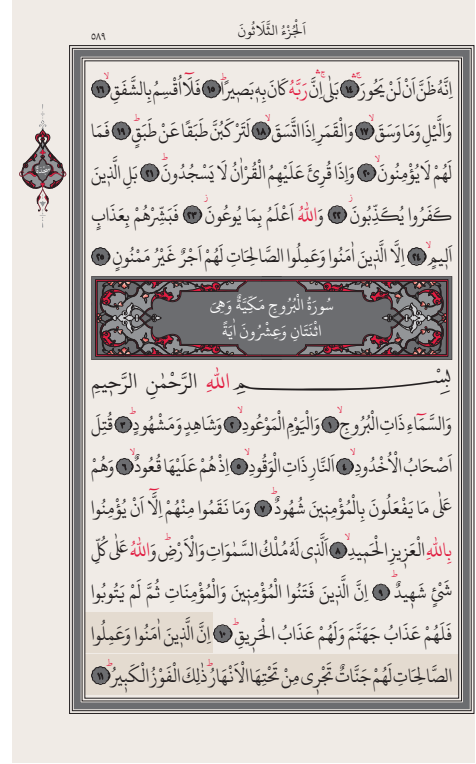 اَلْجُزْءُ الثَّلَاثُونَ
٥٨٩
اِنَّهُ ظَنَّ اَنْ لَنْ يَحُورَۚۛ ﴿١٤﴾ بَلٰىۚۛ اِنَّ رَبَّهُ كَانَ بِهٖ بَصٖيرًاؕ ﴿١٥﴾ فَلَٓا اُقْسِمُ بِالشَّفَقِۙ ﴿١٦﴾
وَالَّيْلِ وَمَا وَسَقَۙ ﴿١٧﴾ وَالْقَمَرِ اِذَا اتَّسَقَۙ ﴿١٨﴾ لَتَرْكَبُنَّ طَبَقًا عَنْ طَبَقٍؕ ﴿١٩﴾ فَمَا
لَهُمْ لَا يُؤْمِنُونَۙ ﴿٢٠﴾ وَاِذَا قُرِئَ عَلَيْهِمُ الْقُرْاٰنُ لَا يَسْجُدُونَؕ ﴿٢١﴾ بَلِ الَّذٖينَ
كَفَرُوا يُكَذِّبُونَؗ ﴿٢٢﴾ وَاللّٰهُ اَعْلَمُ بِمَا يُوعُونَؗ ﴿٢٣﴾ فَبَشِّرْهُمْ بِعَذَابٍ
اَلٖيمٍۙ ﴿٢٤﴾ اِلَّا الَّذٖينَ اٰمَنُوا وَعَمِلُوا الصَّالِحَاتِ لَهُمْ اَجْرٌ غَيْرُ مَمْنُونٍ ﴿٢٥﴾
سُورَةُ الْبُرُوجِ مَكِّيَّةٌ وَهِيَ
اثْنَتَانِ وَعِشْرُونَ اٰيَةً
بِسْمِ اللّٰهِ الرَّحْمٰنِ الرَّحٖيمِ
وَالسَّمَٓاءِ ذَاتِ الْبُرُوجِۙ ﴿١﴾ وَالْيَوْمِ الْمَوْعُودِۙ ﴿٢﴾ وَشَاهِدٍ وَمَشْهُودٍؕ ﴿٣﴾ قُتِلَ
اَصْحَابُ الْاُخْدُودِۙ ﴿٤﴾ اَلنَّارِ ذَاتِ الْوَقُودِۙ ﴿٥﴾ اِذْ هُمْ عَلَيْهَا قُعُودٌۙ ﴿٦﴾ وَهُمْ
عَلٰى مَا يَفْعَلُونَ بِالْمُؤْمِنٖينَ شُهُودٌؕ ﴿٧﴾ وَمَا نَقَمُوا مِنْهُمْ اِلَّٓا اَنْ يُؤْمِنُوا
بِاللّٰهِ الْعَزٖيزِ الْحَمٖيدِۙ ﴿٨﴾ اَلَّذٖى لَهُ مُلْكُ السَّمٰوَاتِ وَالْاَرْضِؕ وَاللّٰهُ عَلٰى كُلِّ
شَيْءٍ شَهٖيدٌؕ ﴿٩﴾ اِنَّ الَّذٖينَ فَتَنُوا الْمُؤْمِنٖينَ وَالْمُؤْمِنَاتِ ثُمَّ لَمْ يَتُوبُوا
فَلَهُمْ عَذَابُ جَهَنَّمَ وَلَهُمْ عَذَابُ الْحَرٖيقِؕ ﴿١٠﴾ اِنَّ الَّذٖينَ اٰمَنُوا وَعَمِلُوا
الصَّالِحَاتِ لَهُمْ جَنَّاتٌ تَجْرٖى مِنْ تَحْتِهَا الْاَنْهَارُؕ ذٰلِكَ الْفَوْزُ الْكَبٖيرُؕ ﴿١١﴾